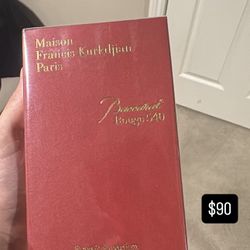 Maison
Francis Kurkdjian
Paris
Baccarat
Rouge 540
$90